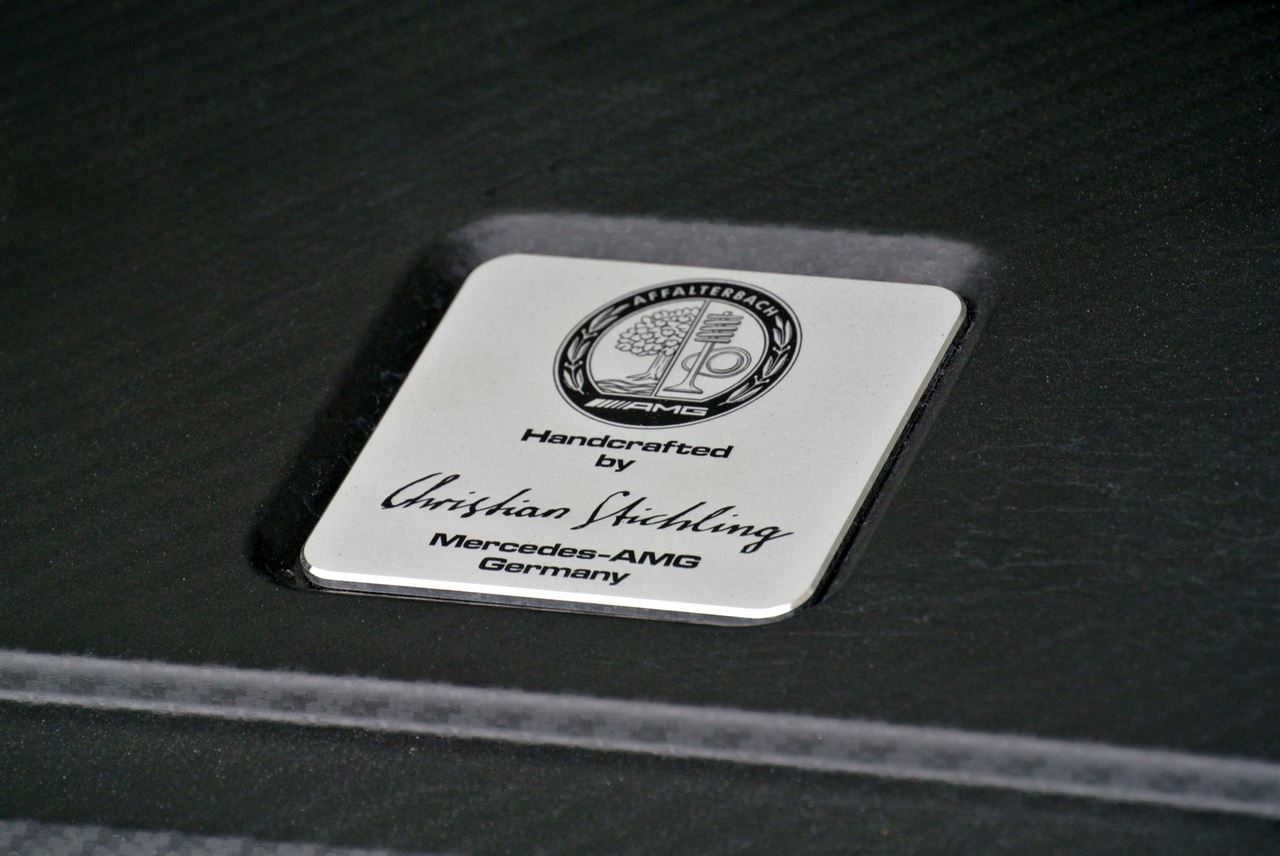 AFFALTERBACH
AMG
Handcrafted
by
Christian Stichling
Mercedes-AMG
Germany